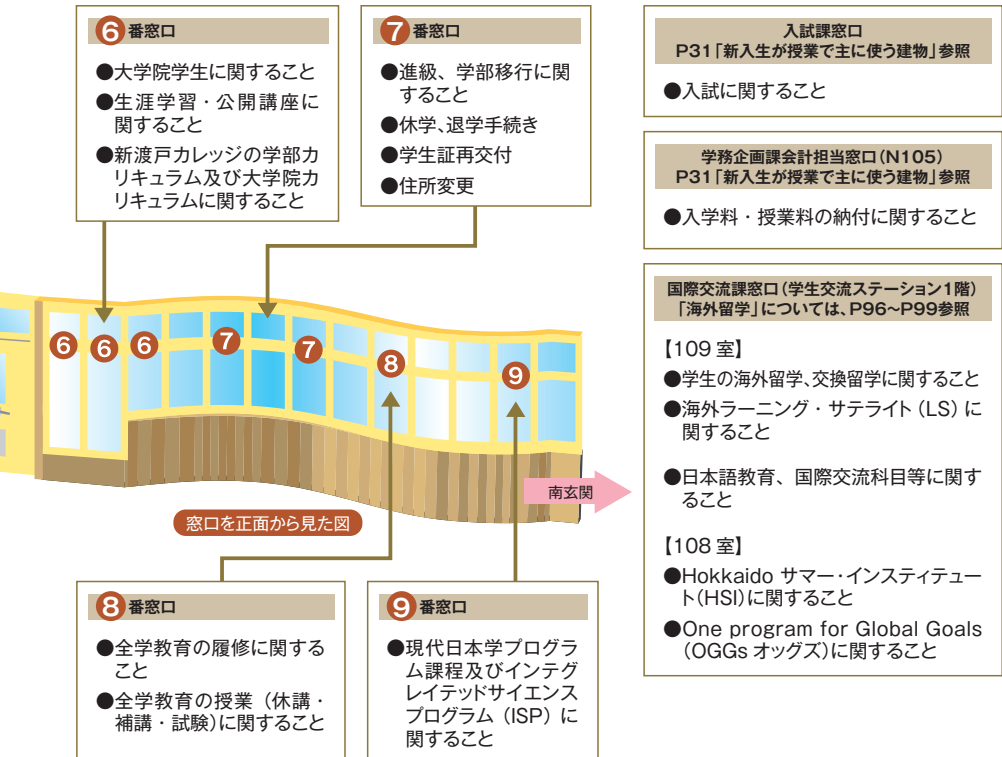 6番窓口
●大学院学生に関すること
●生涯学習・公開講座に
関すること
●新渡戸カレッジの学部カ
リキュラム及び大学院カ
リキュラムに関すること
7番窓口
●進級、学部移行に関
すること
●休学、退学手続き
●学生証再交付
●住所変更
6
6
6
7
7
8
9
南玄関
窓口を正面から見た図
8番窓口
●全学教育の履修に関する
こと
●全学教育の授業（休講・
補講・試験）に関すること
9番窓口
●現代日本学プログラ
ム課程及びインテグ
レイテッドサイエンス
プログラム（ISP）に
関すること
入試課窓口
P31「新入生が授業で主に使う建物」参照
●入試に関すること
学務企画課会計担当窓口（N105）
P31「新入生が授業で主に使う建物」参照
●入学料・授業料の納付に関すること
国際交流課窓口（学生交流ステーション1階）
「海外留学」については、P96〜P99参照
【109室】
●学生の海外留学、交換留学に関すること
●海外ラーニング・サテライト（LS）に
関すること
●日本語教育、国際交流科目等に関す
ること
【108室】
●Hokkaido サマー・インスティテュー
ト（HSI）に関すること
●One program for Global Goals
（OGGs オッグズ）に関すること